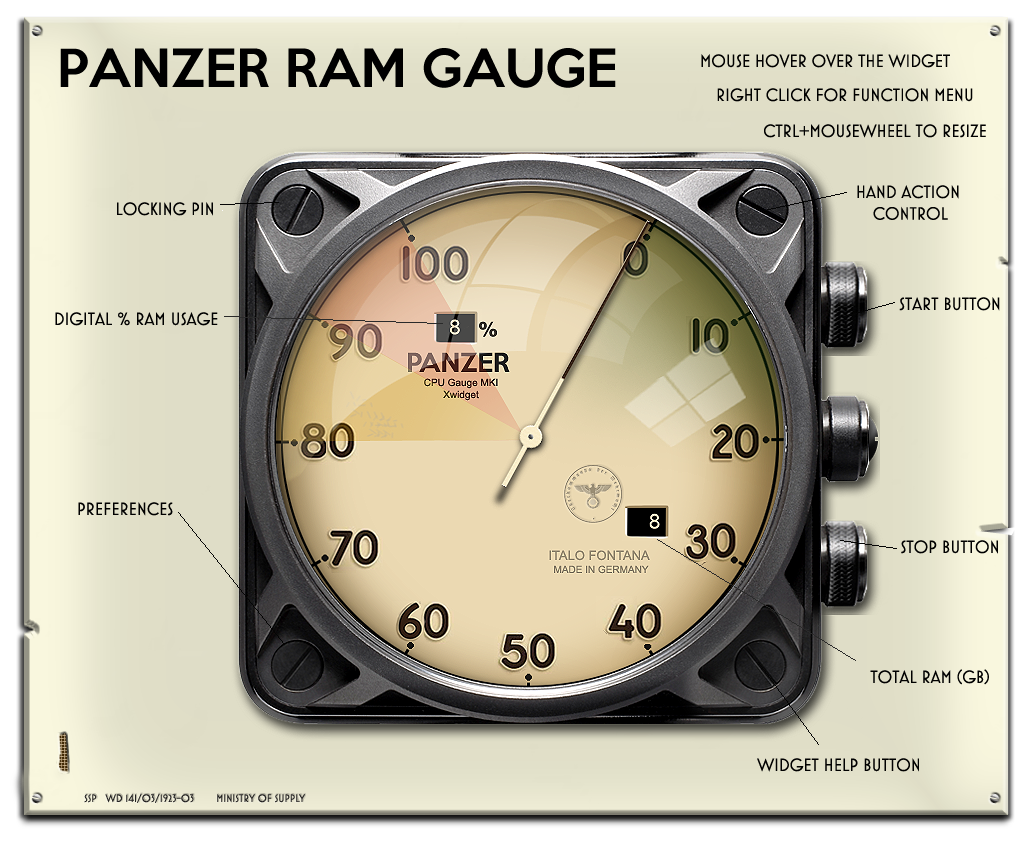 PANZER RAM GAUGE
MOUSE HOVER OVER THE WIDGET
RIGHT CLICK FOR FUNCTION MENU
CTRL+MOUSEWHEEL TO RESIZE
LOCKING PIN
HAND ACTION
CONTROL
100
0
START BUTTON
DIGITAL % RAM USAGE
8 %
90
10
PANZER
CPU Gauge MKI
Xwidget
80
20
PREFERENCES
8
STOP BUTTON
70
30
ITALO FONTANA
MADE IN GERMANY
60
40
50
TOTAL RAM (GB)
WIDGET HELP BUTTON
SSP WD 141/03/1923-03 MINISTRY OF SUPPLY